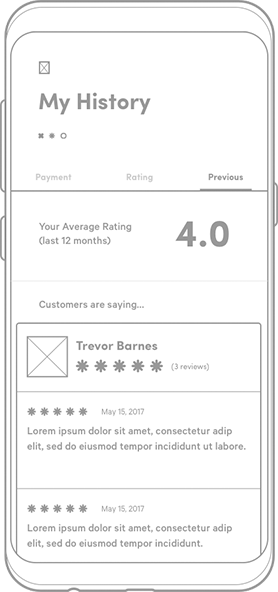 My History
Payment Rating Previous
Your Average Rating
(last 12 months)
4.0
Customers are saying...
Trevor Barnes
(3 reviews)
May 15, 2017
Lorem ipsum dolor sit amet, consectetur adip
elit, sed do eiusmod tempor incididunt ut labore.
May 15, 2017
Lorem ipsum dolor sit amet, consectetur adip
elit, sed do eiusmod tempor incididunt.